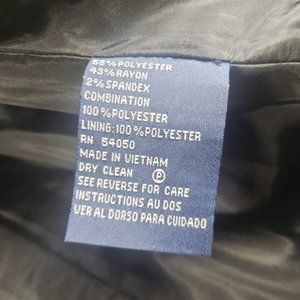 55%POLYESTER
43%RAYON
2%SPANDEX
COMBINATION
100%POLYESTER
LINING:100%POLYESTER
RN 54050
MADE IN VIETNAM
DRY CLEAN Ⓟ
SEE REVERSE FOR CARE
INSTRUCTIONS AU DOS
VER AL DORSO PARA CUIDADO